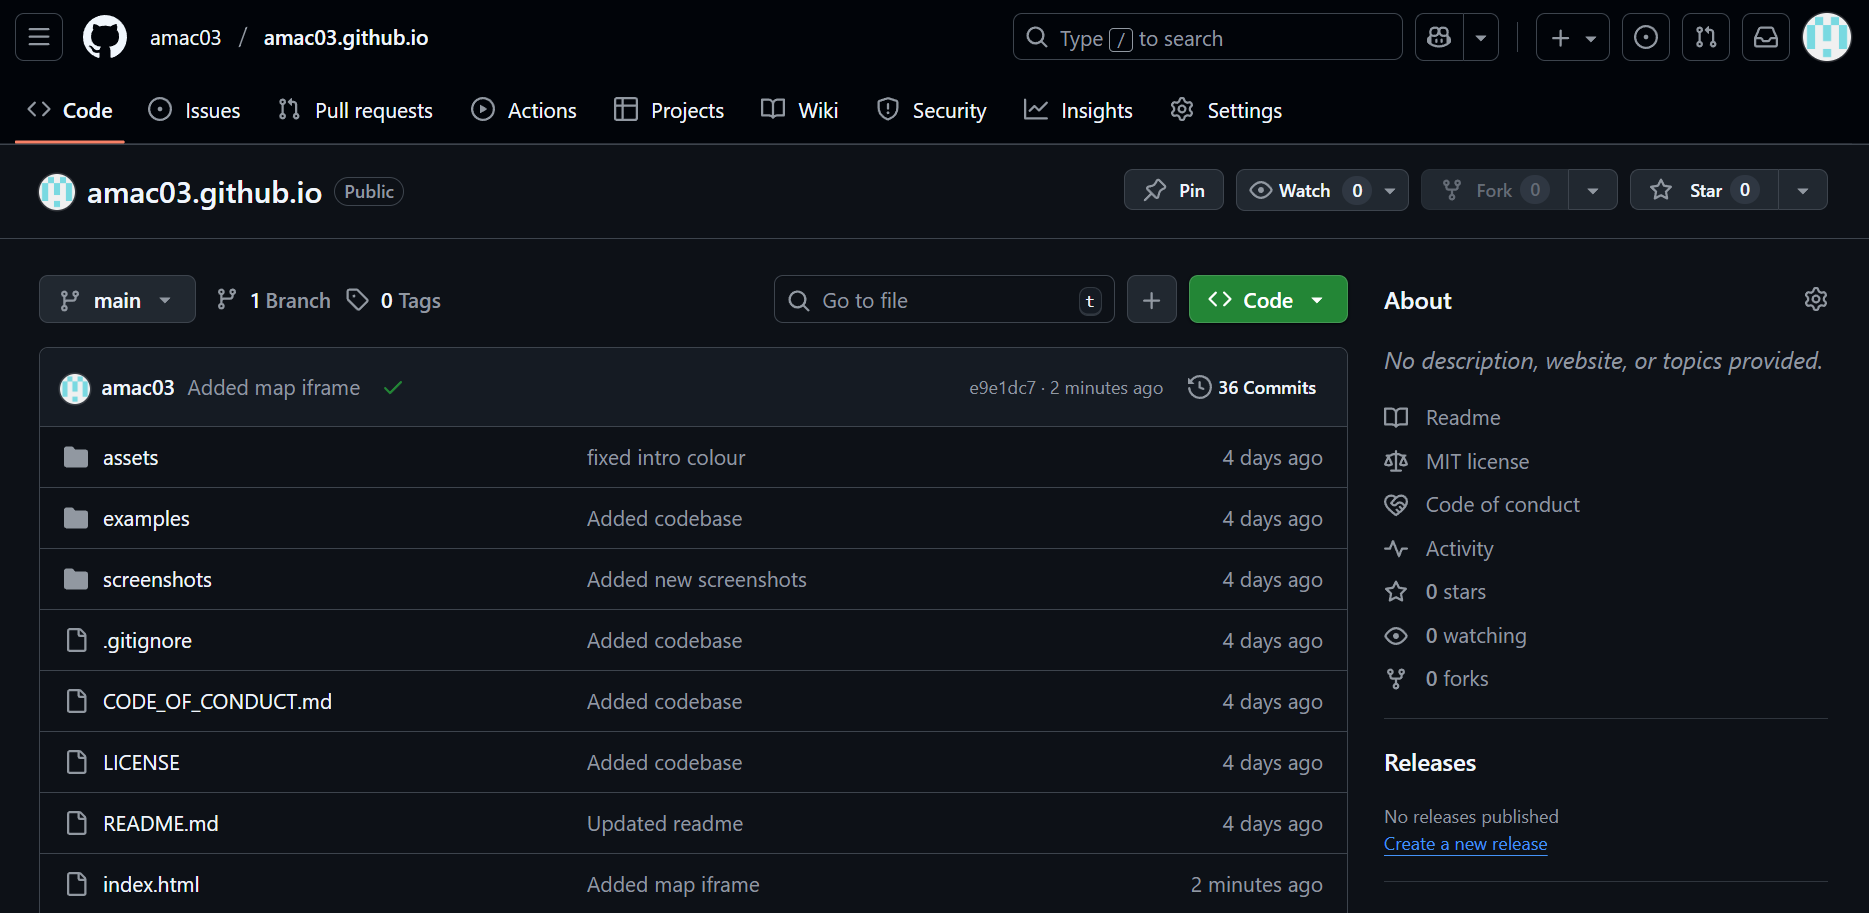 amac03 / amac03.github.io
Type / to search
Code Issues Pull requests Actions Projects Wiki Security Insights Settings
amac03.github.io Public
Pin Watch 0 Fork 0 Star 0
main 1 Branch 0 Tags Go to file t Code
amac03 Added map iframe e9e1dc7 · 2 minutes ago 36 Commits
assets fixed intro colour 4 days ago
examples Added codebase 4 days ago
screenshots Added new screenshots 4 days ago
.gitignore Added codebase 4 days ago
CODE_OF_CONDUCT.md Added codebase 4 days ago
LICENSE Added codebase 4 days ago
README.md Updated readme 4 days ago
index.html Added map iframe 2 minutes ago
About
No description, website, or topics provided.
Readme
MIT license
Code of conduct
Activity
0 stars
0 watching
0 forks
Releases
No releases published
Create a new release